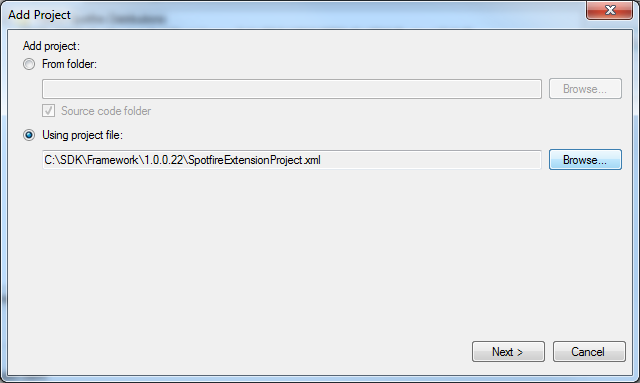 Add Project
Add project:
From folder:
Browse...
Source code folder
Using project file:
C:\SDK\Framework\1.0.0.22\SpotfireExtensionProject.xml
Browse...
Next >
Cancel